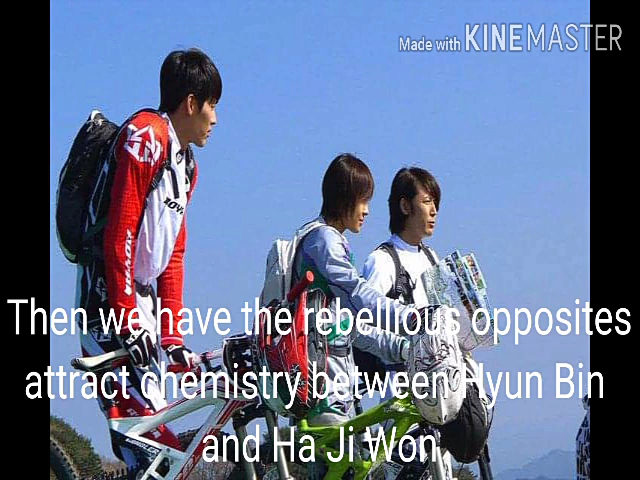 Made with KINEMASTER
Then we have the rebellious opposites
attract chemistry between Hyun Bin
and Ha Ji Won